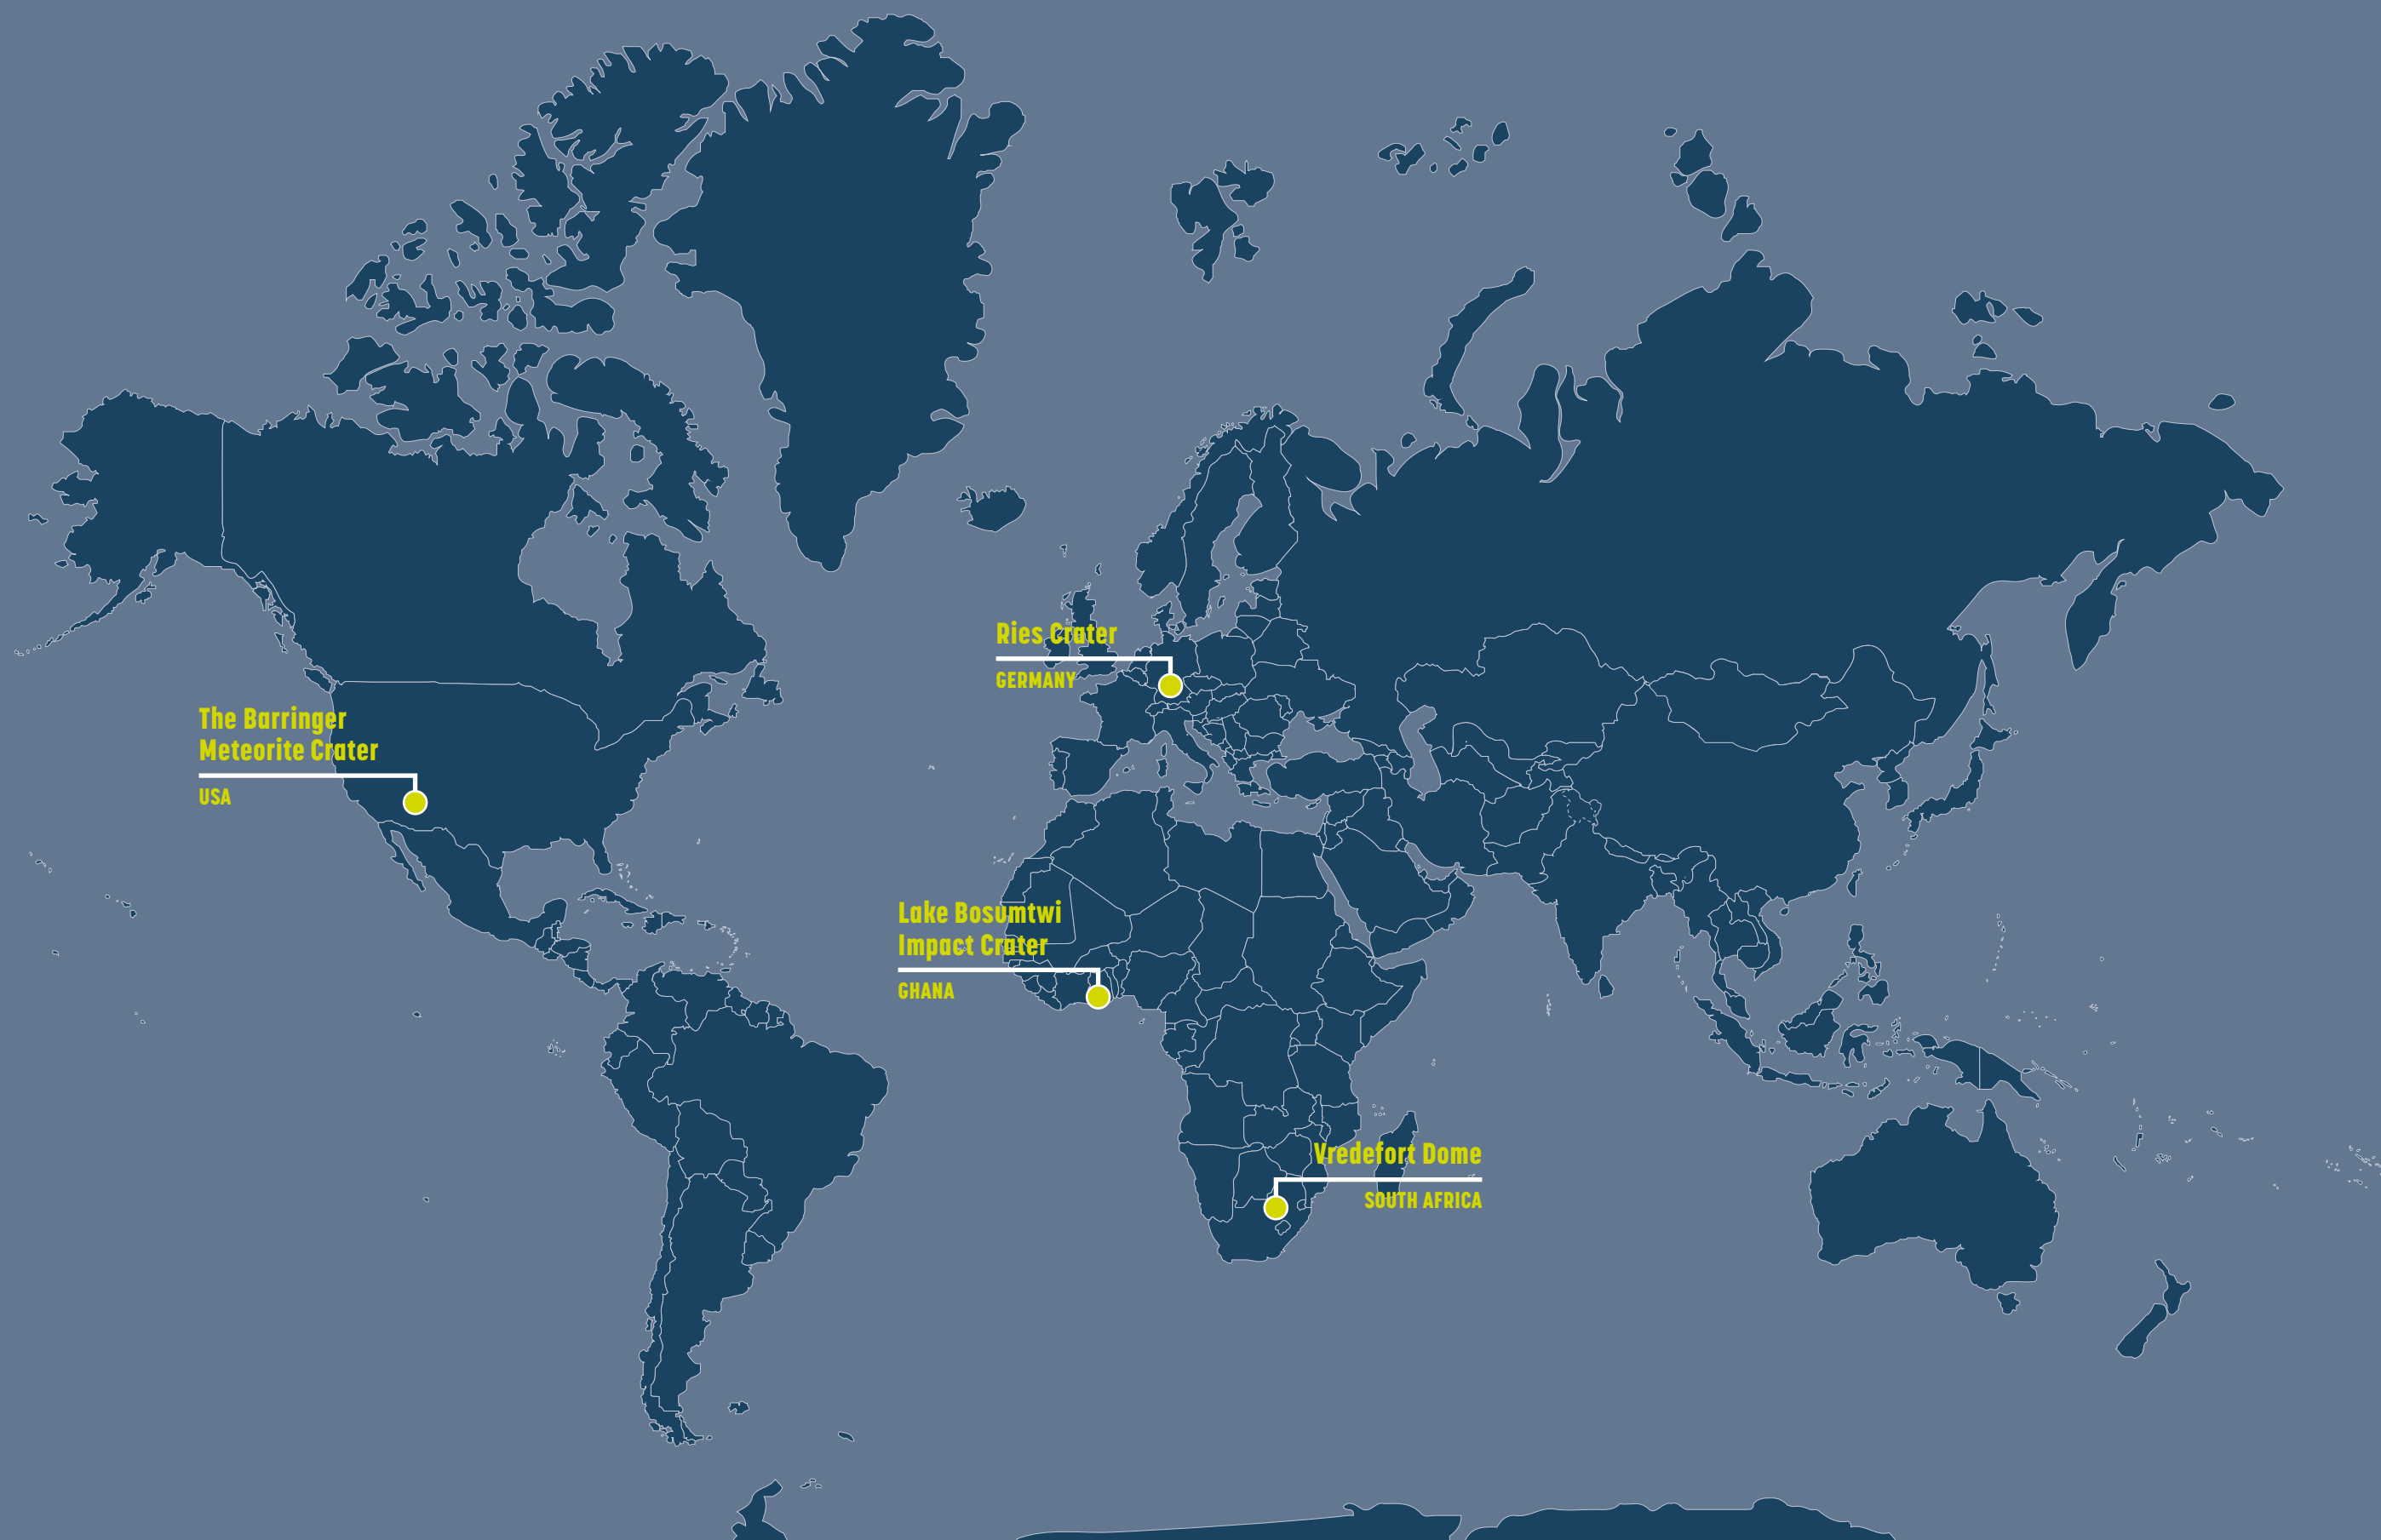 Ries Crater
GERMANY
The Barringer
Meteorite Crater
USA
Lake Bosumtwi
Impact Crater
GHANA
Vredefort Dome
SOUTH AFRICA